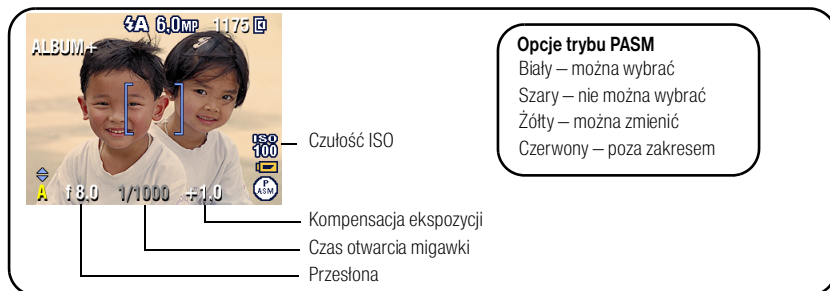 ⚡A 6,0MP 1175
ALBUM+
ISO
100
A f 8.0 1/1000 +1.0
P
ASM
Czułość ISO
Kompensacja ekspozycji
Czas otwarcia migawki
Przesłona
Opcje trybu PASM
Biały – można wybrać
Szary – nie można wybrać
Żółty – można zmienić
Czerwony – poza zakresem